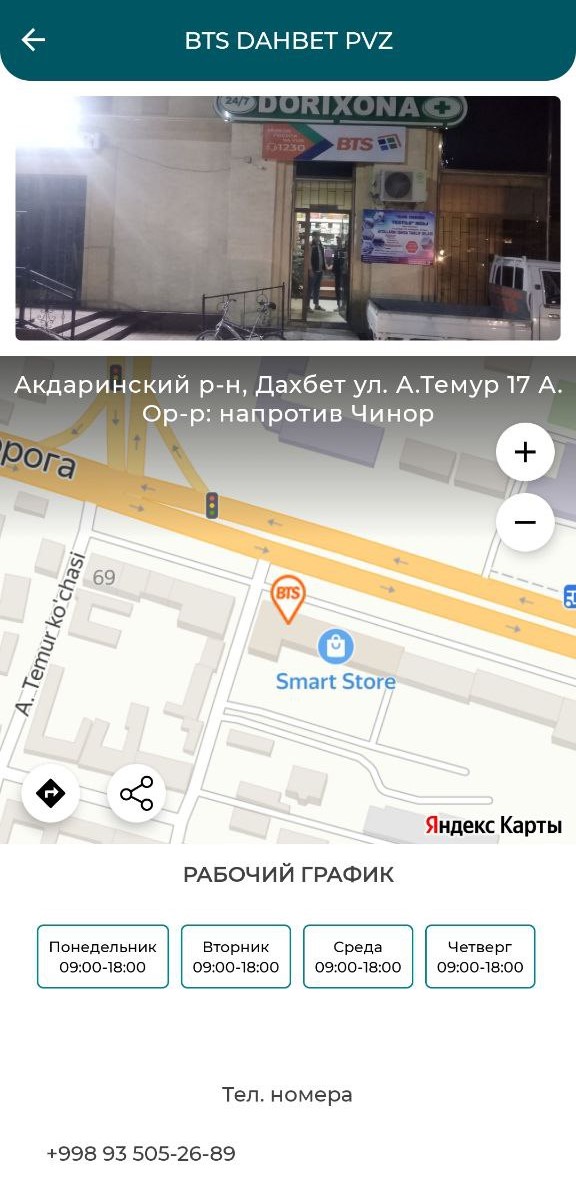 BTS DAHBET PVZ
24/7 DORIXONA
1230
BTS
Акдаринский р-н, Дахбет ул. А.Темур 17 А.
Ор-р: напротив Чинор
+
−
орога
69
A. Temur ko'chasi
BTS
Smart Store
Яндекс Карты
РАБОЧИЙ ГРАФИК
Понедельник
09:00-18:00
Вторник
09:00-18:00
Среда
09:00-18:00
Четверг
09:00-18:00
Тел. номера
+998 93 505-26-89